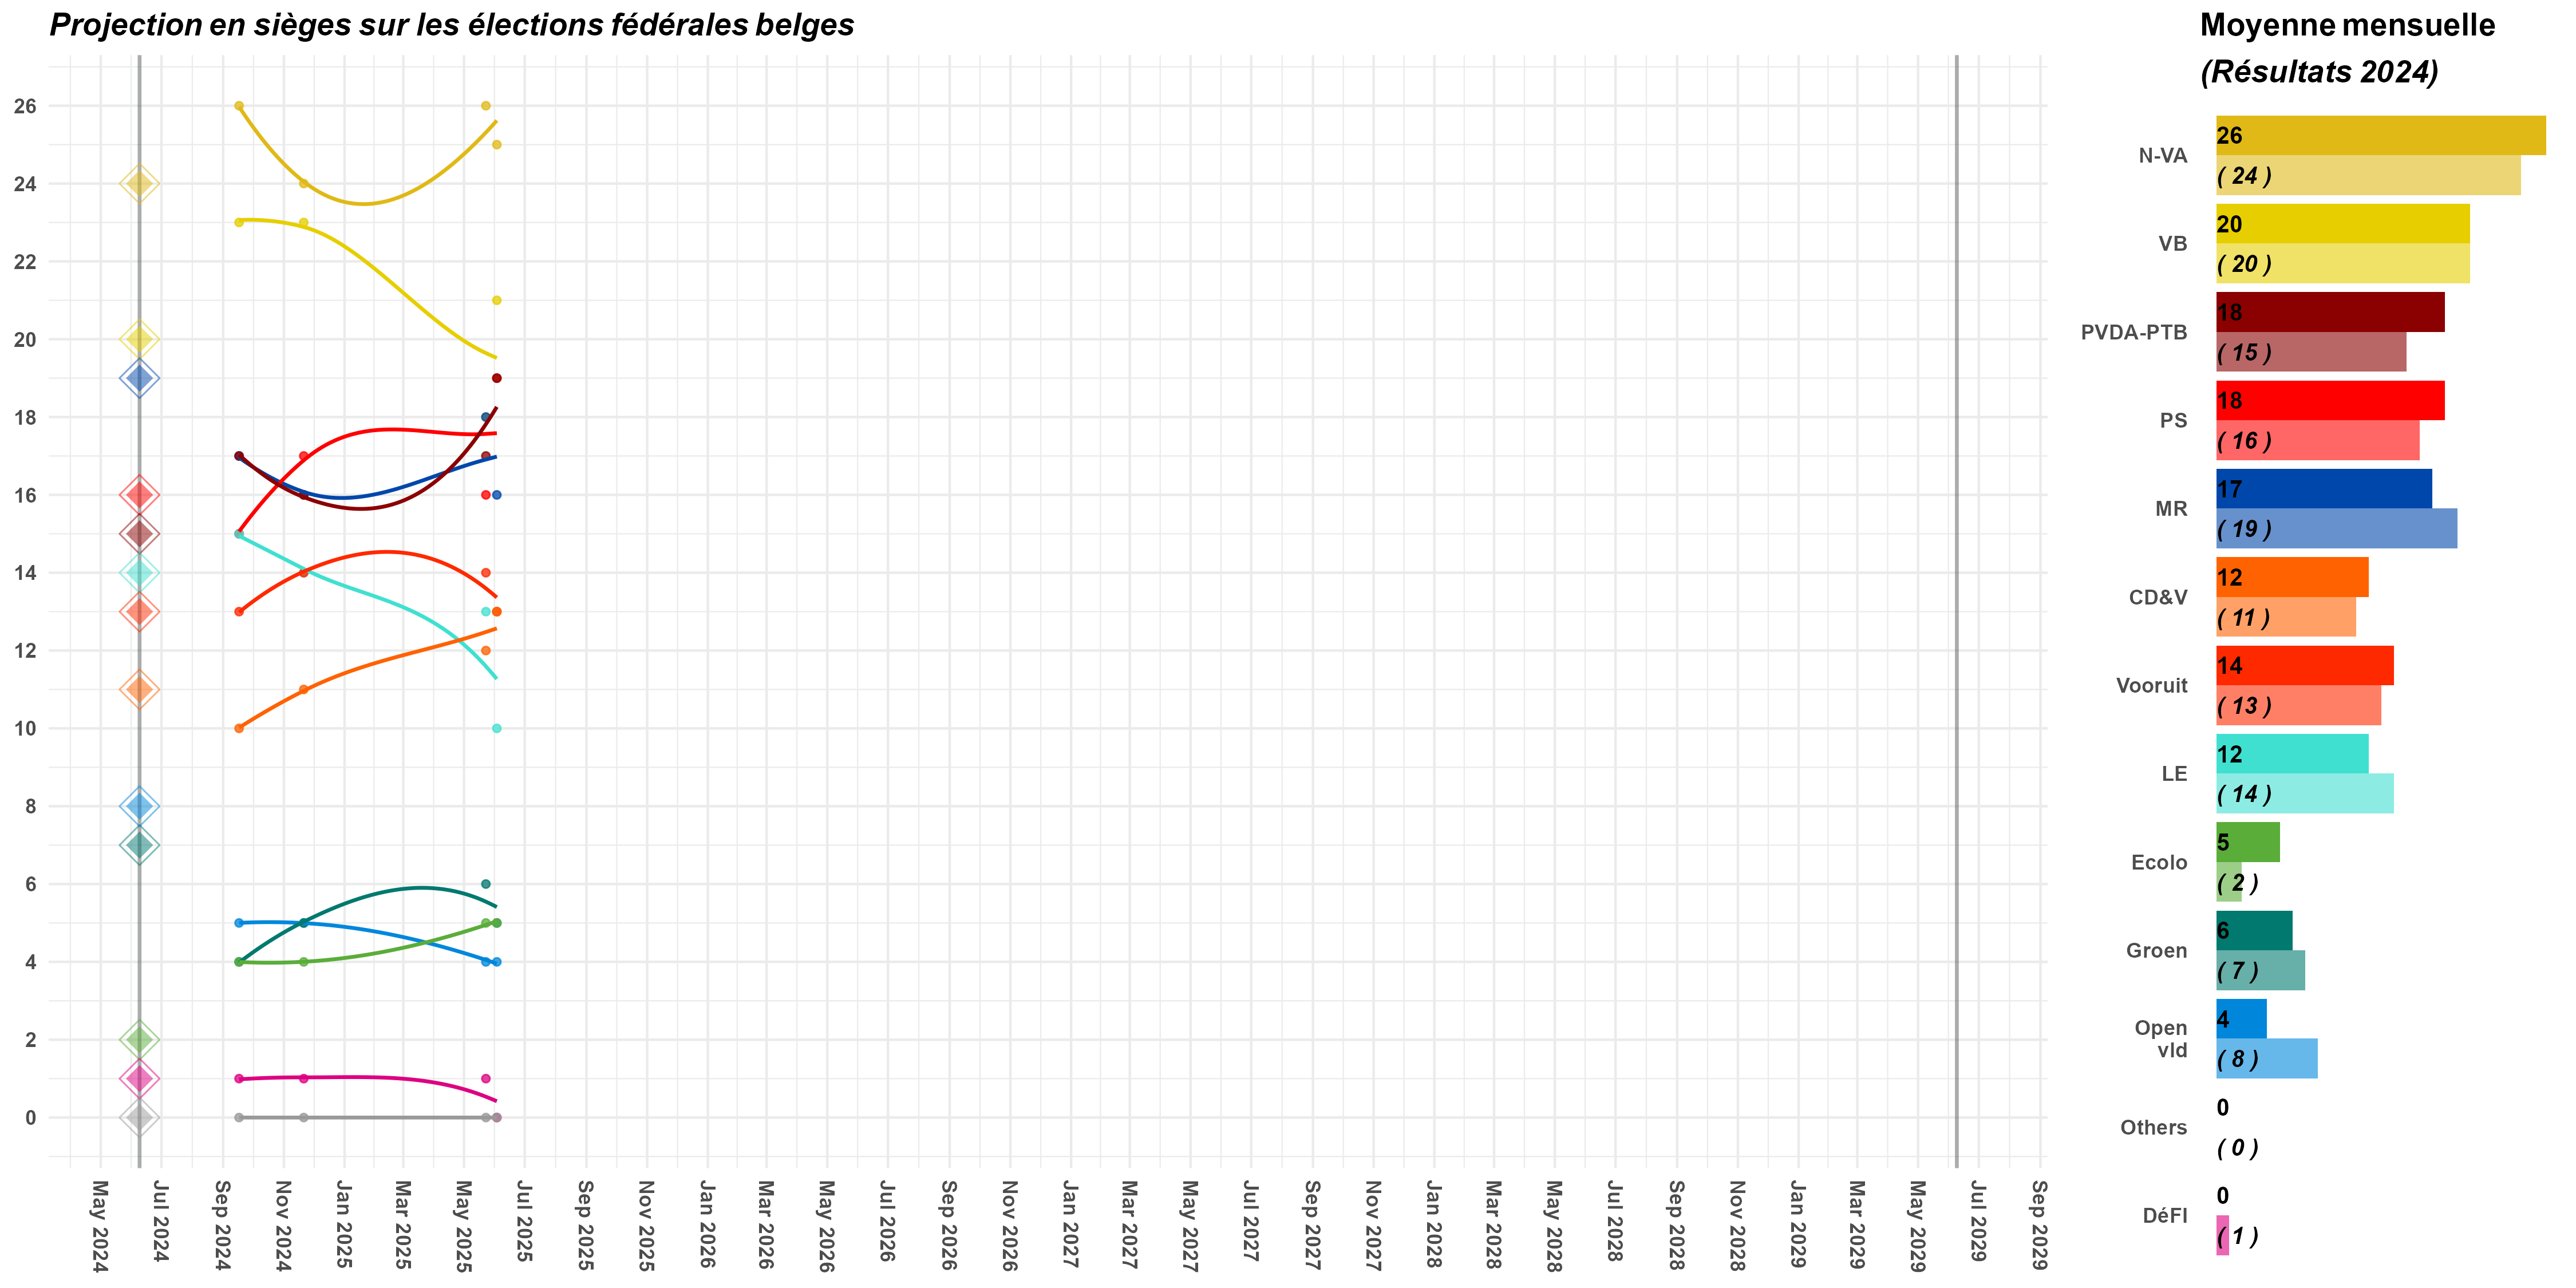 Projection en sièges sur les élections fédérales belges
26
24
22
20
18
16
14
12
10
8
6
4
2
0
May 2024
Jul 2024
Sep 2024
Nov 2024
Jan 2025
Mar 2025
May 2025
Jul 2025
Sep 2025
Nov 2025
Jan 2026
Mar 2026
May 2026
Jul 2026
Sep 2026
Nov 2026
Jan 2027
Mar 2027
May 2027
Jul 2027
Sep 2027
Nov 2027
Jan 2028
Mar 2028
May 2028
Jul 2028
Sep 2028
Nov 2028
Jan 2029
Mar 2029
May 2029
Jul 2029
Sep 2029
Moyenne mensuelle
(Résultats 2024)
N-VA
26
( 24 )
VB
20
( 20 )
PVDA-PTB
18
( 15 )
PS
18
( 16 )
MR
17
( 19 )
CD&V
12
( 11 )
Vooruit
14
( 13 )
LE
12
( 14 )
Ecolo
5
( 2 )
Groen
6
( 7 )
Open
vld
4
( 8 )
Others
0
( 0 )
DéFI
0
( 1 )